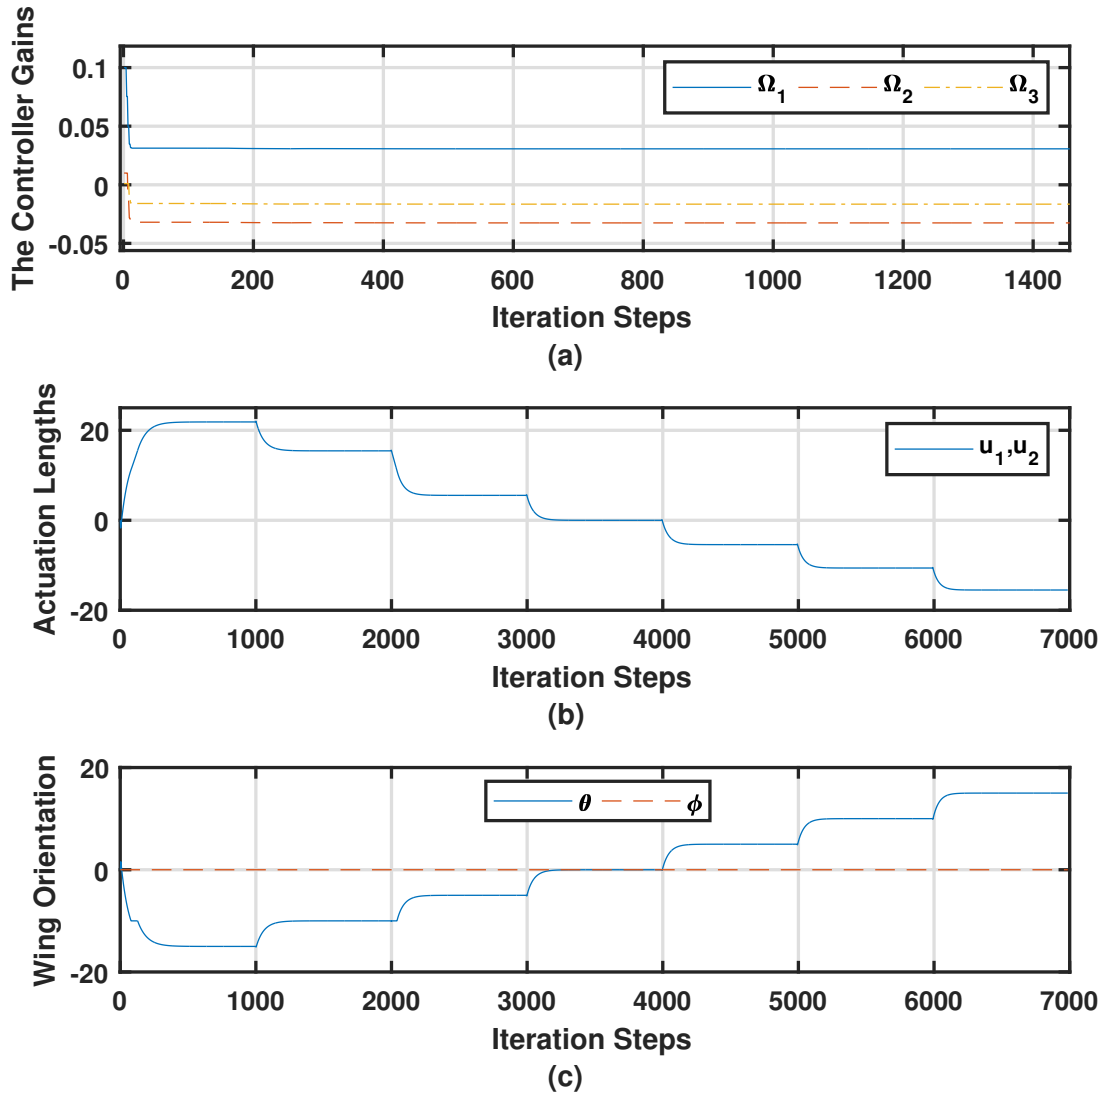 The Controller Gains
0.1
0.05
0
-0.05
Ω1 Ω2 Ω3
0 200 400 600 800 1000 1200 1400
Iteration Steps
(a)
Actuation Lengths
20
0
-20
u1,u2
0 1000 2000 3000 4000 5000 6000 7000
Iteration Steps
(b)
Wing Orientation
20
0
-20
θ ϕ
0 1000 2000 3000 4000 5000 6000 7000
Iteration Steps
(c)